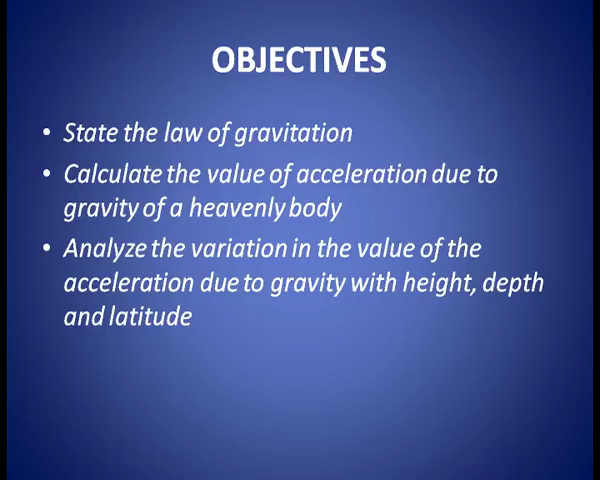 OBJECTIVES
• State the law of gravitation
• Calculate the value of acceleration due to
gravity of a heavenly body
• Analyze the variation in the value of the
acceleration due to gravity with height, depth
and latitude